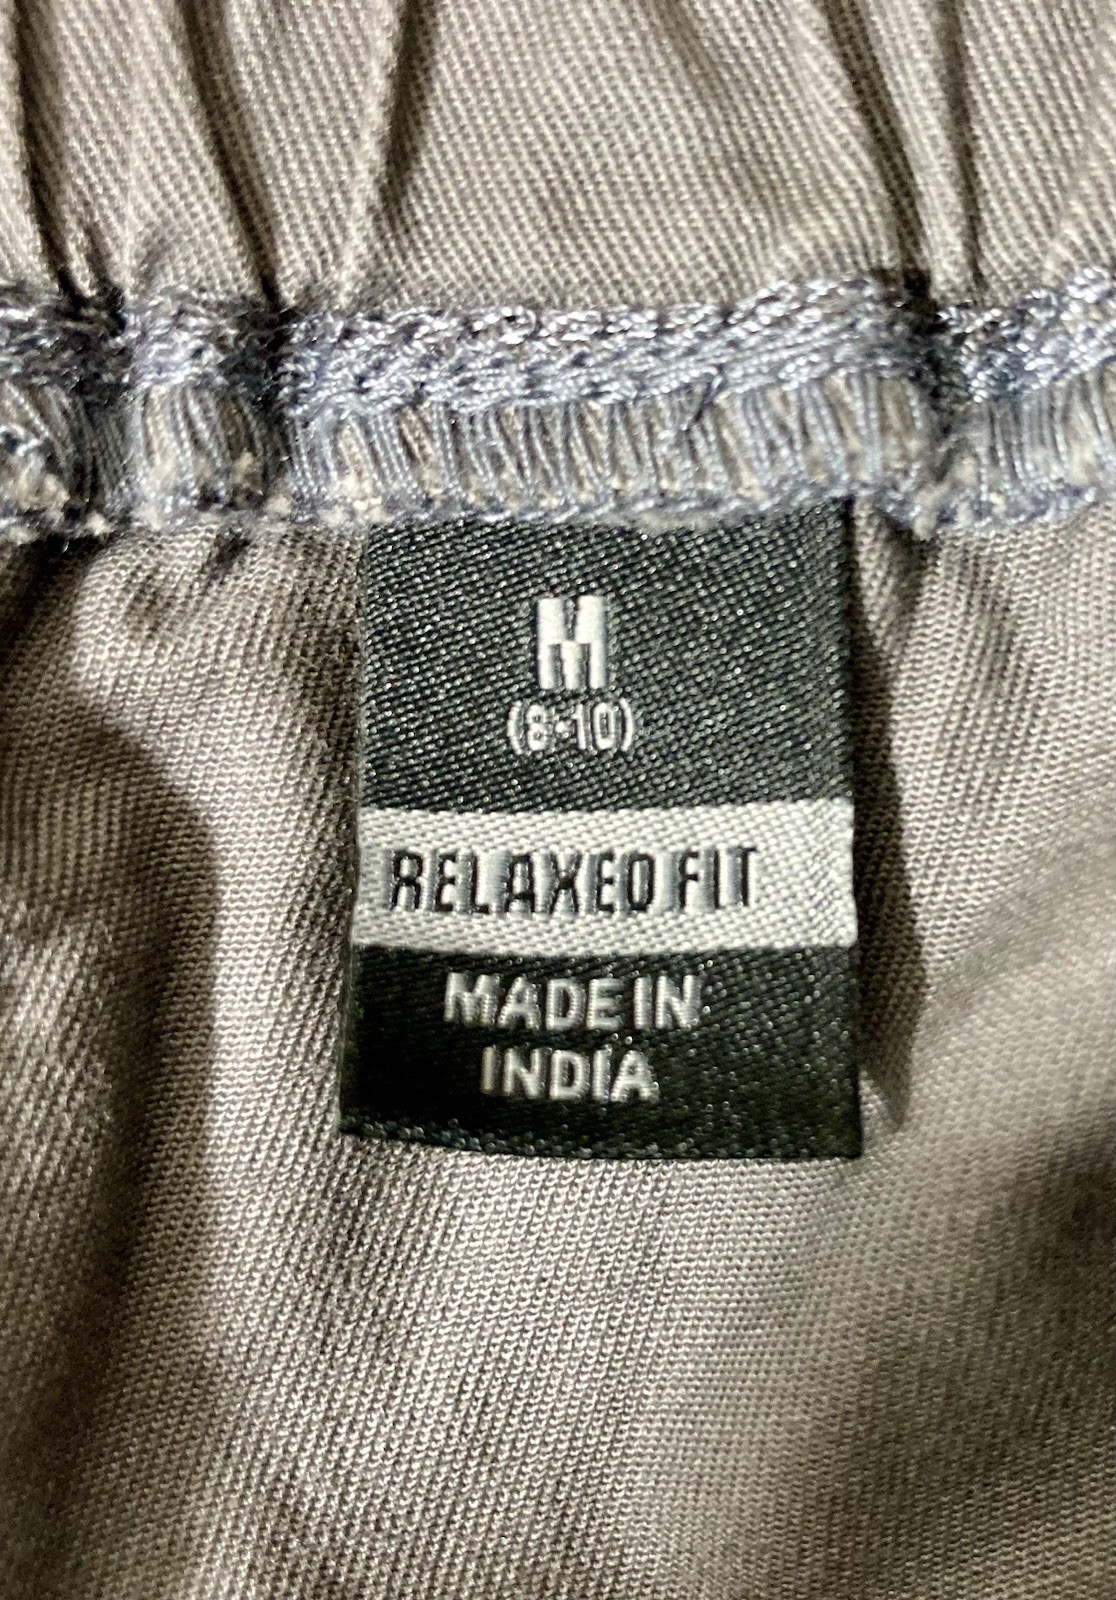 M
(8-10)
RELAXED FIT
MADE IN
INDIA